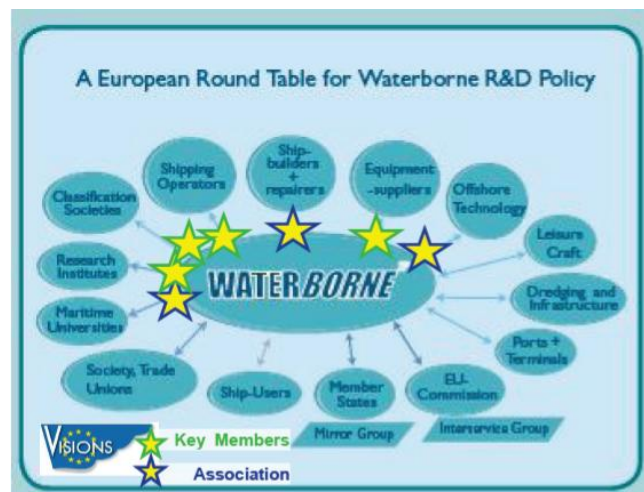 A European Round Table for Waterborne R&D Policy
Ship-
builders
+
repairers
Shipping
Operators
Equipment
-suppliers
Classification
Societies
Offshore
Technology
Leisure
Craft
Research
Institutes
WATERBORNE
Dredging and
Infrastructure
Maritime
Universities
Ports +
Terminals
Society, Trade
Unions
Ship-Users
Member
States
EU-
Commission
Mirror Group
Interservice Group
VISIONS
Key Members
Association